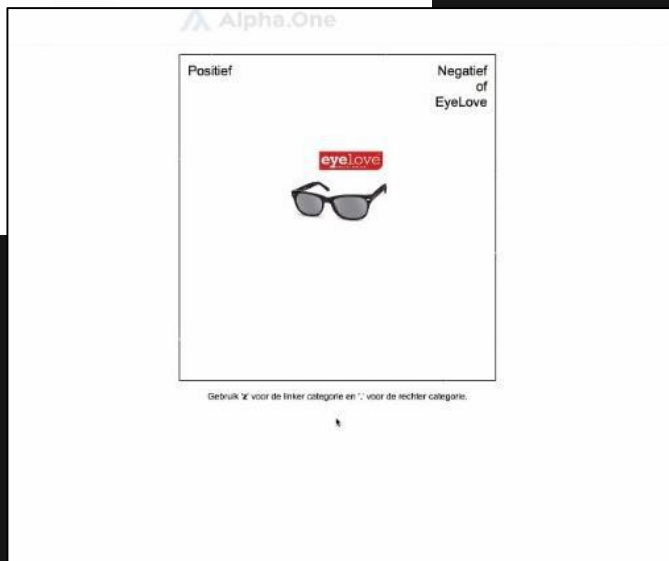 Alpha.One
Positief
Negatief
of
EyeLove
eyelove
Gebruik 'z' voor de linker categorie en '.' voor de rechter categorie.